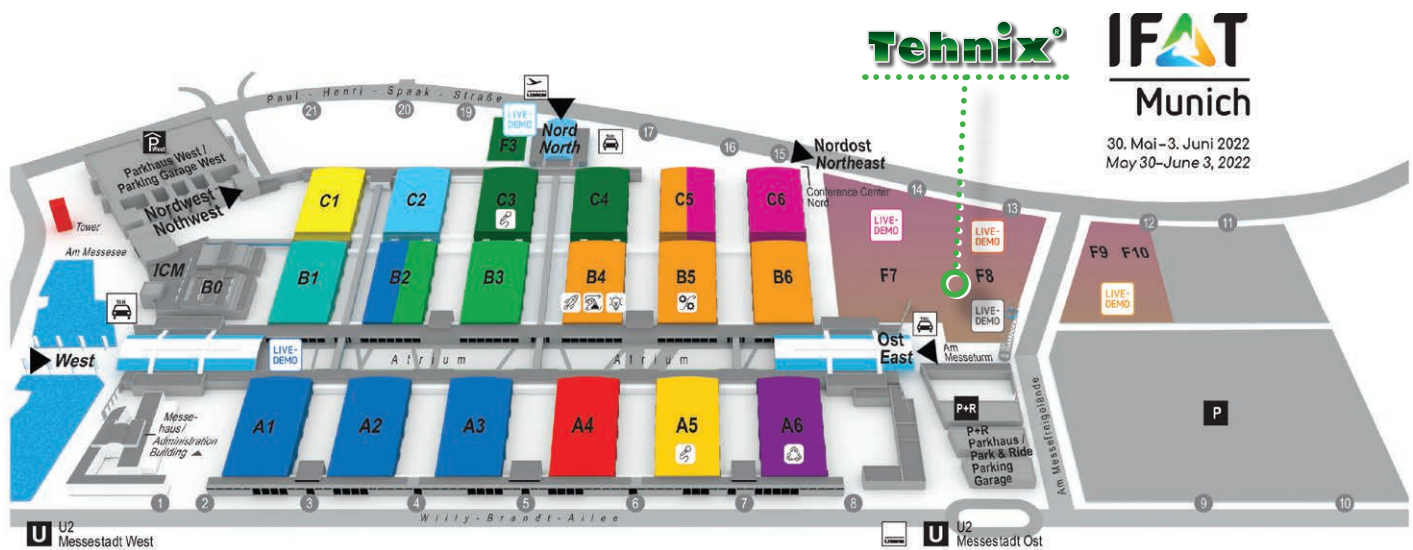 Tehnix®
IFAT
Munich
30. Mai–3. Juni 2022
May 30–June 3, 2022
Paul-Henri-Spaak-Straße
21
20
19
17
16
15
14
13
12
11
LIVE-
DEMO
F3
Nord
North
TAXI
Nordost
Northeast
Conference Center
Nord
P
West
Parkhaus West /
Parking Garage West
Nordwest
Nothwest
Tower
Am Messesee
ICM
B0
C1
C2
C3
C4
C5
C6
B1
B2
B3
B4
B5
B6
LIVE-
DEMO
LIVE-
DEMO
F7
F8
LIVE-
DEMO
F9 F10
LIVE-
DEMO
TAXI
West
LIVE-
DEMO
Atrium
Atrium
Ost
East
TAXI
Am
Messeturm
A1
A2
A3
A4
A5
A6
Messe-
haus/
Administration
Building
P+R
P+R
Parkhaus /
Park & Ride
Parking
Garage
Am Messefreigelände
P
1
2
3
4
5
6
7
8
9
10
Willy-Brandt-Allee
U
U2
Messestadt West
U
U2
Messestadt Ost